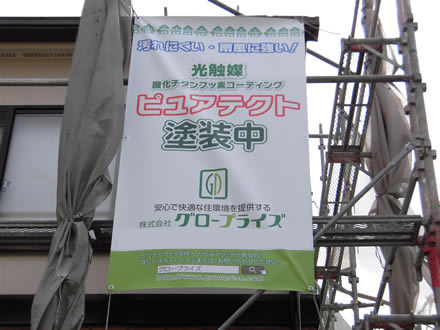 汚れにくい・雨風に強い!
光触媒
酸化チタンフッ素コーティング
ピュアテクト
塗装中
GD
安心で快適な住環境を提供する
株式会社 グロープライズ
グロープライズ